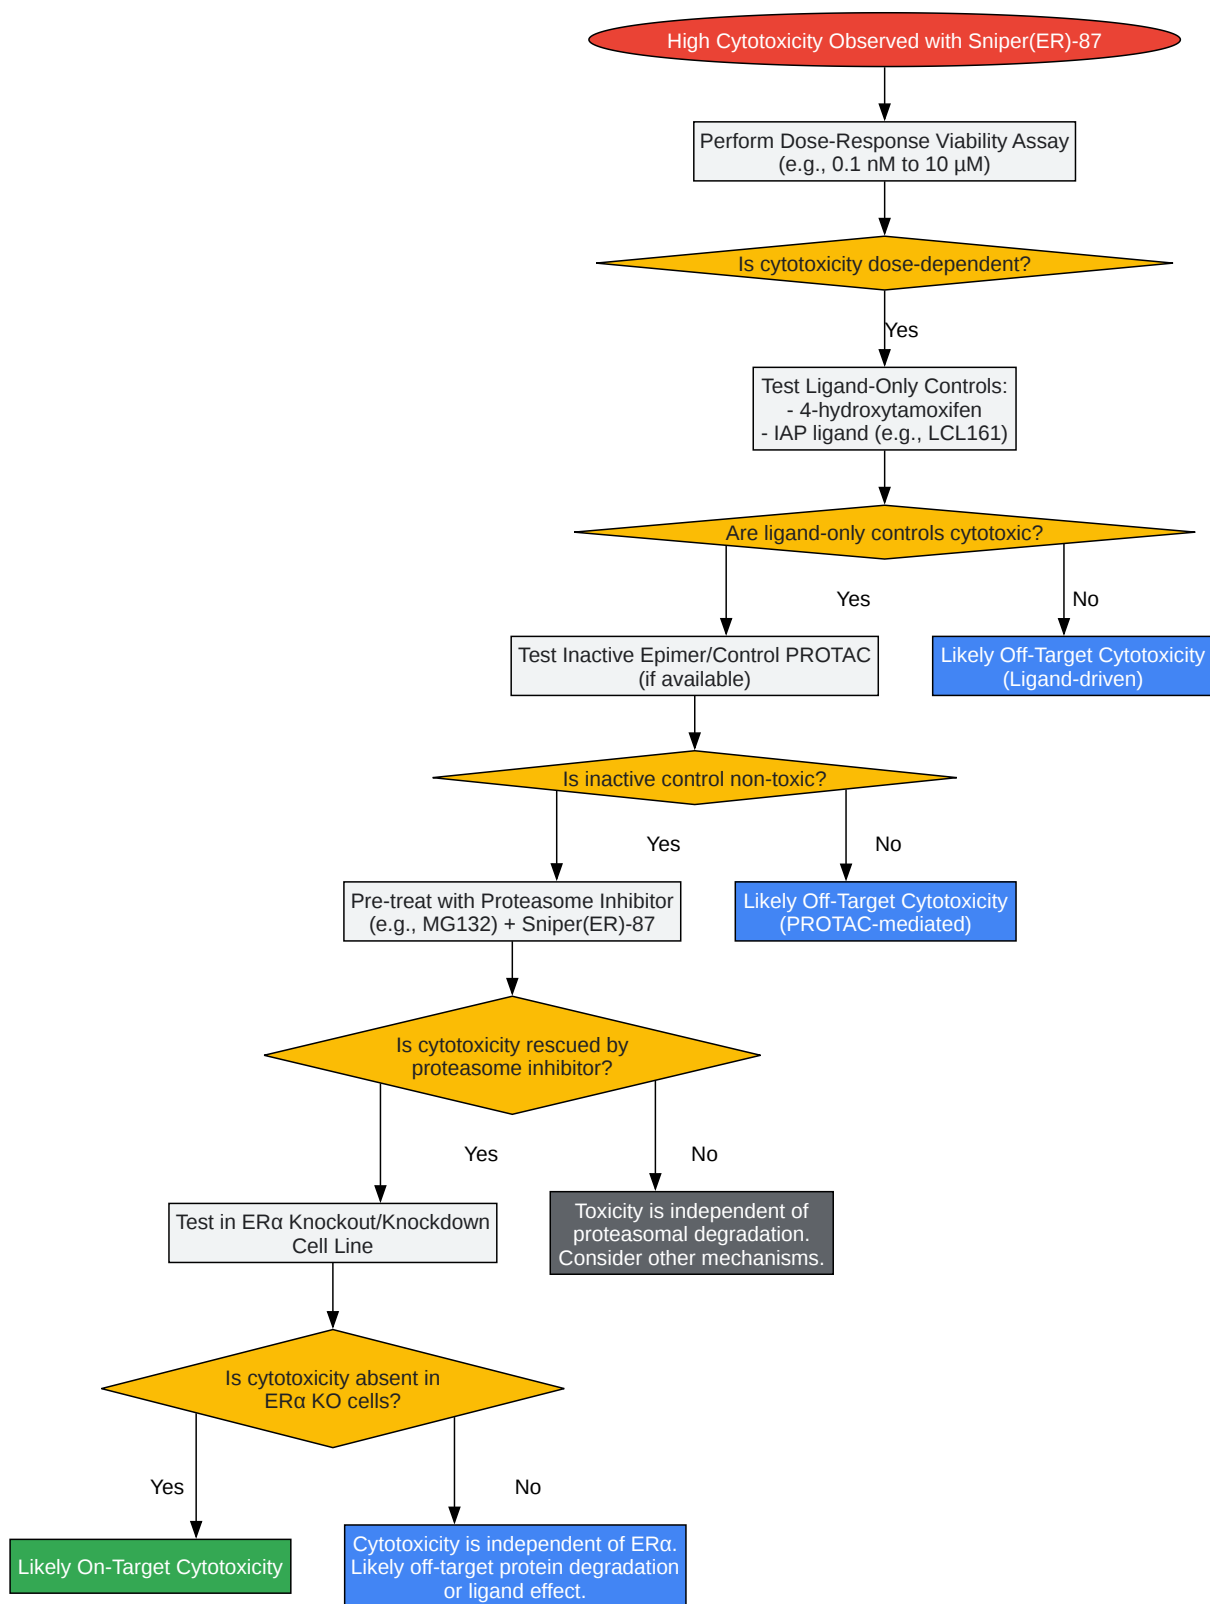 High Cytotoxicity Observed with Sniper(ER)-87
Perform Dose-Response Viability Assay
(e.g., 0.1 nM to 10 µM)
Is cytotoxicity dose-dependent?
Yes
Test Ligand-Only Controls:
- 4-hydroxytamoxifen
- IAP ligand (e.g., LCL161)
Are ligand-only controls cytotoxic?
Yes
No
Test Inactive Epimer/Control PROTAC
(if available)
Likely Off-Target Cytotoxicity
(Ligand-driven)
Is inactive control non-toxic?
Yes
No
Pre-treat with Proteasome Inhibitor
(e.g., MG132) + Sniper(ER)-87
Likely Off-Target Cytotoxicity
(PROTAC-mediated)
Is cytotoxicity rescued by
proteasome inhibitor?
Yes
No
Test in ERα Knockout/Knockdown
Cell Line
Toxicity is independent of
proteasomal degradation.
Consider other mechanisms.
Is cytotoxicity absent in
ERα KO cells?
Yes
No
Likely On-Target Cytotoxicity
Cytotoxicity is independent of ERα.
Likely off-target protein degradation
or ligand effect.